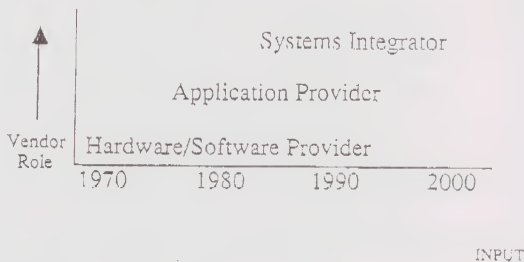 Systems Integrator
Application Provider
Vendor
Role
Hardware/Software Provider
1970 1980 1990 2000
INPUT